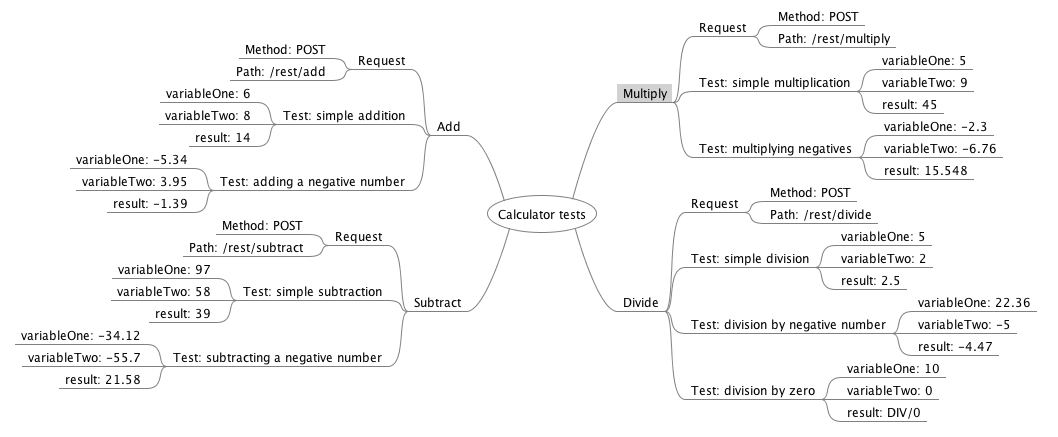 Calculator tests
Add
Request
Method: POST
Path: /rest/add
Test: simple addition
variableOne: 6
variableTwo: 8
result: 14
Test: adding a negative number
variableOne: -5.34
variableTwo: 3.95
result: -1.39
Subtract
Request
Method: POST
Path: /rest/subtract
Test: simple subtraction
variableOne: 97
variableTwo: 58
result: 39
Test: subtracting a negative number
variableOne: -34.12
variableTwo: -55.7
result: 21.58
Multiply
Request
Method: POST
Path: /rest/multiply
Test: simple multiplication
variableOne: 5
variableTwo: 9
result: 45
Test: multiplying negatives
variableOne: -2.3
variableTwo: -6.76
result: 15.548
Divide
Request
Method: POST
Path: /rest/divide
Test: simple division
variableOne: 5
variableTwo: 2
result: 2.5
Test: division by negative number
variableOne: 22.36
variableTwo: -5
result: -4.47
Test: division by zero
variableOne: 10
variableTwo: 0
result: DIV/0